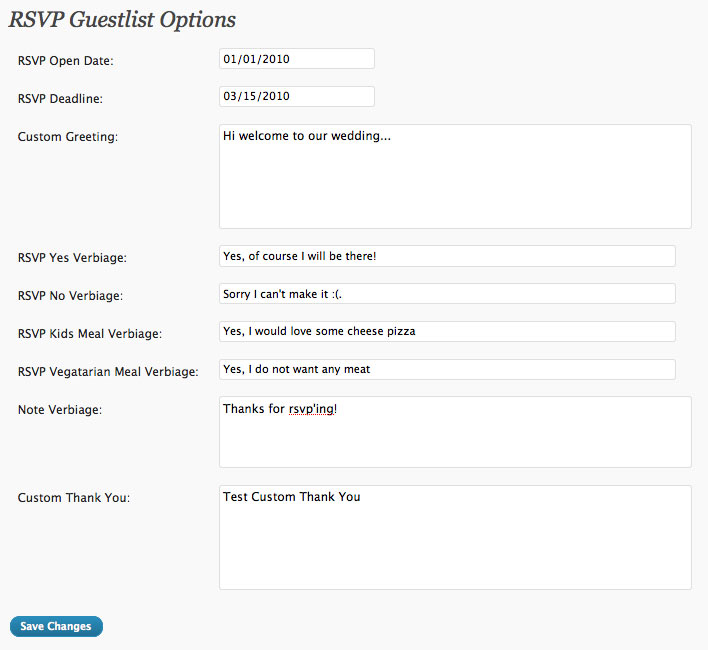 RSVP Guestlist Options
RSVP Open Date: 01/01/2010
RSVP Deadline: 03/15/2010
Custom Greeting: Hi welcome to our wedding...
RSVP Yes Verbiage: Yes, of course I will be there!
RSVP No Verbiage: Sorry I can't make it :(.
RSVP Kids Meal Verbiage: Yes, I would love some cheese pizza
RSVP Vegatarian Meal Verbiage: Yes, I do not want any meat
Note Verbiage: Thanks for rsvp'ing!
Custom Thank You: Test Custom Thank You
Save Changes